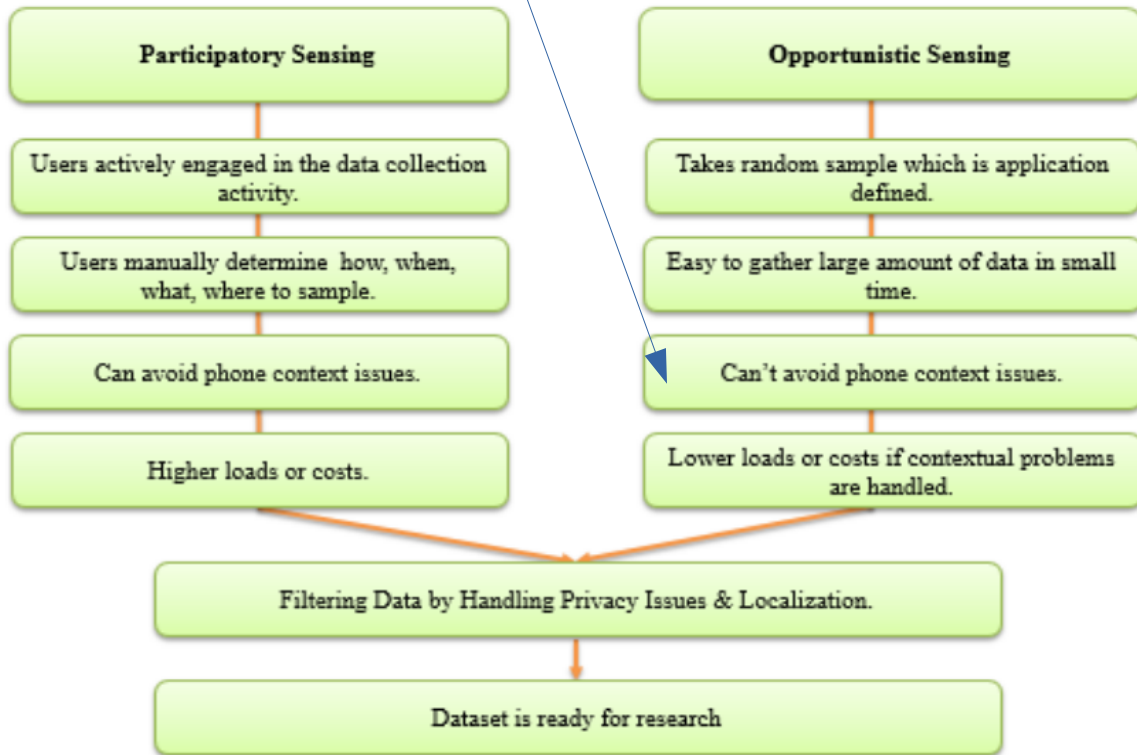 Participatory Sensing
Users actively engaged in the data collection
activity.
Users manually determine how, when,
what, where to sample.
Can avoid phone context issues.
Higher loads or costs.
Opportunistic Sensing
Takes random sample which is application
defined.
Easy to gather large amount of data in small
time.
Can’t avoid phone context issues.
Lower loads or costs if contextual problems
are handled.
Filtering Data by Handling Privacy Issues & Localization.
Dataset is ready for research